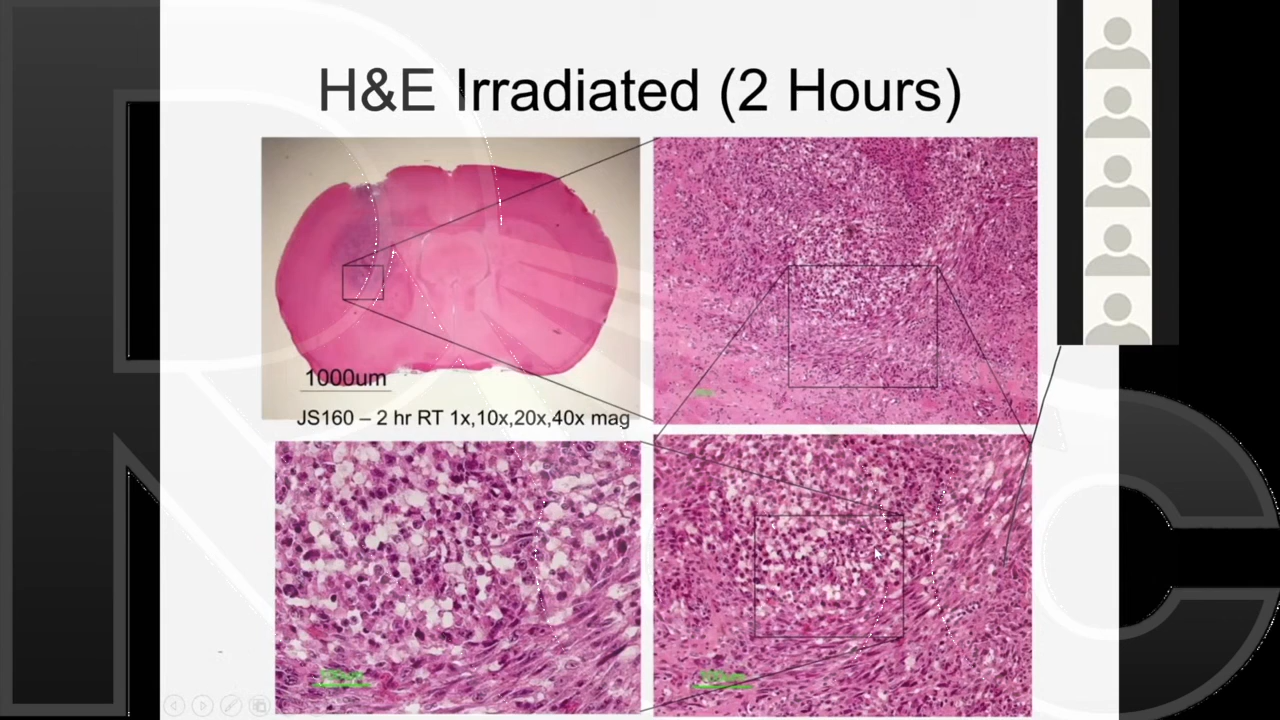 H&E Irradiated (2 Hours)
1000um
JS160 – 2 hr RT 1x,10x,20x,40x mag